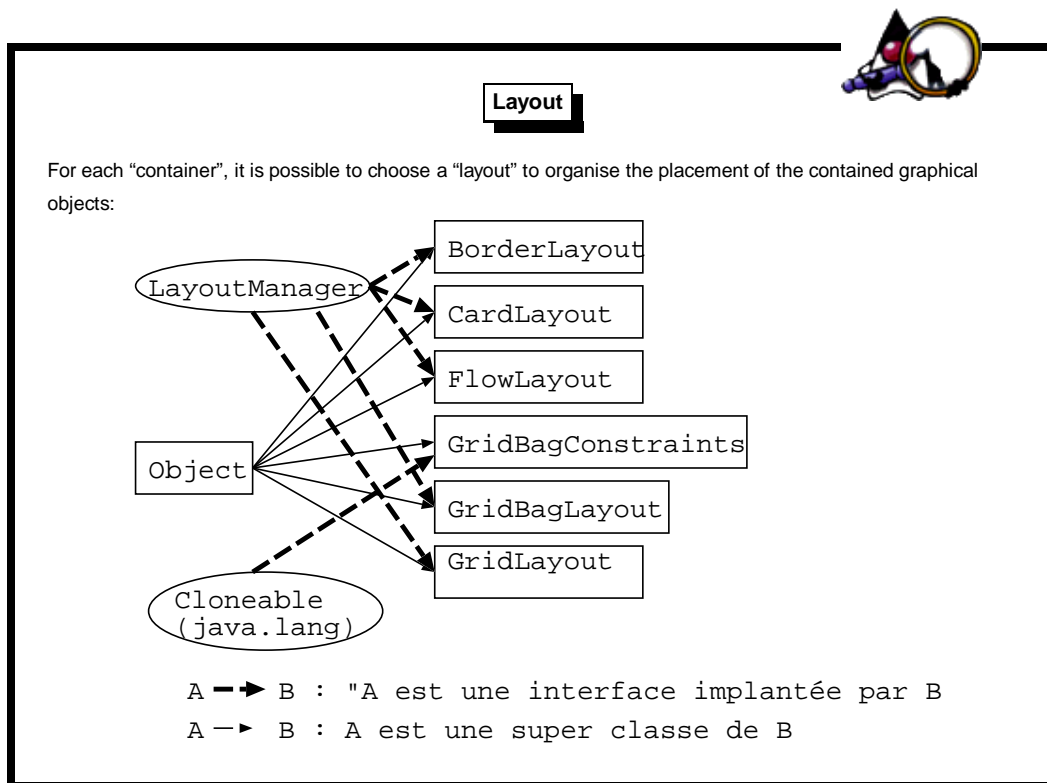 Layout
For each “container”, it is possible to choose a “layout” to organise the placement of the contained graphical
objects:
BorderLayout
LayoutManager
CardLayout
FlowLayout
GridBagConstraints
Object
GridBagLayout
GridLayout
Cloneable
(java.lang)
A B : "A est une interface implantée par B
A B : A est une super classe de B